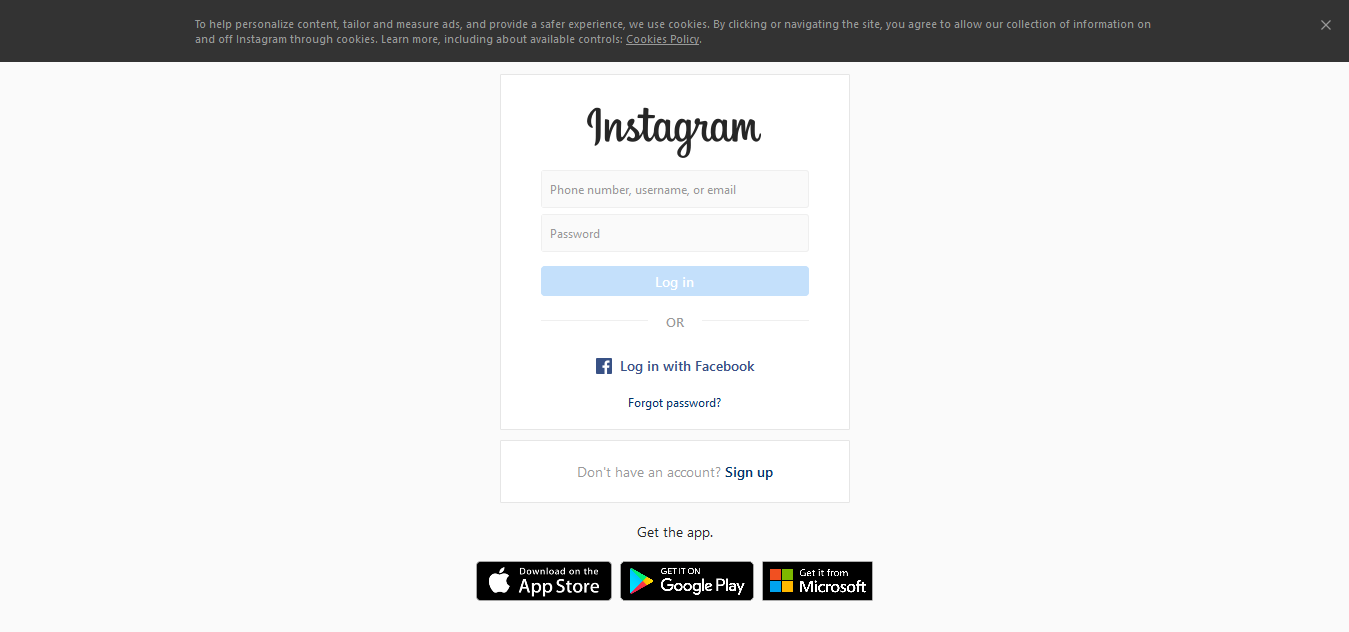 To help personalize content, tailor and measure ads, and provide a safer experience, we use cookies. By clicking or navigating the site, you agree to allow our collection of information on
and off Instagram through cookies. Learn more, including about available controls: Cookies Policy.
Instagram
Phone number, username, or email
Password
Log in
OR
Log in with Facebook
Forgot password?
Don't have an account? Sign up
Get the app.
Download on the
App Store
GET IT ON
Google Play
Get it from
Microsoft